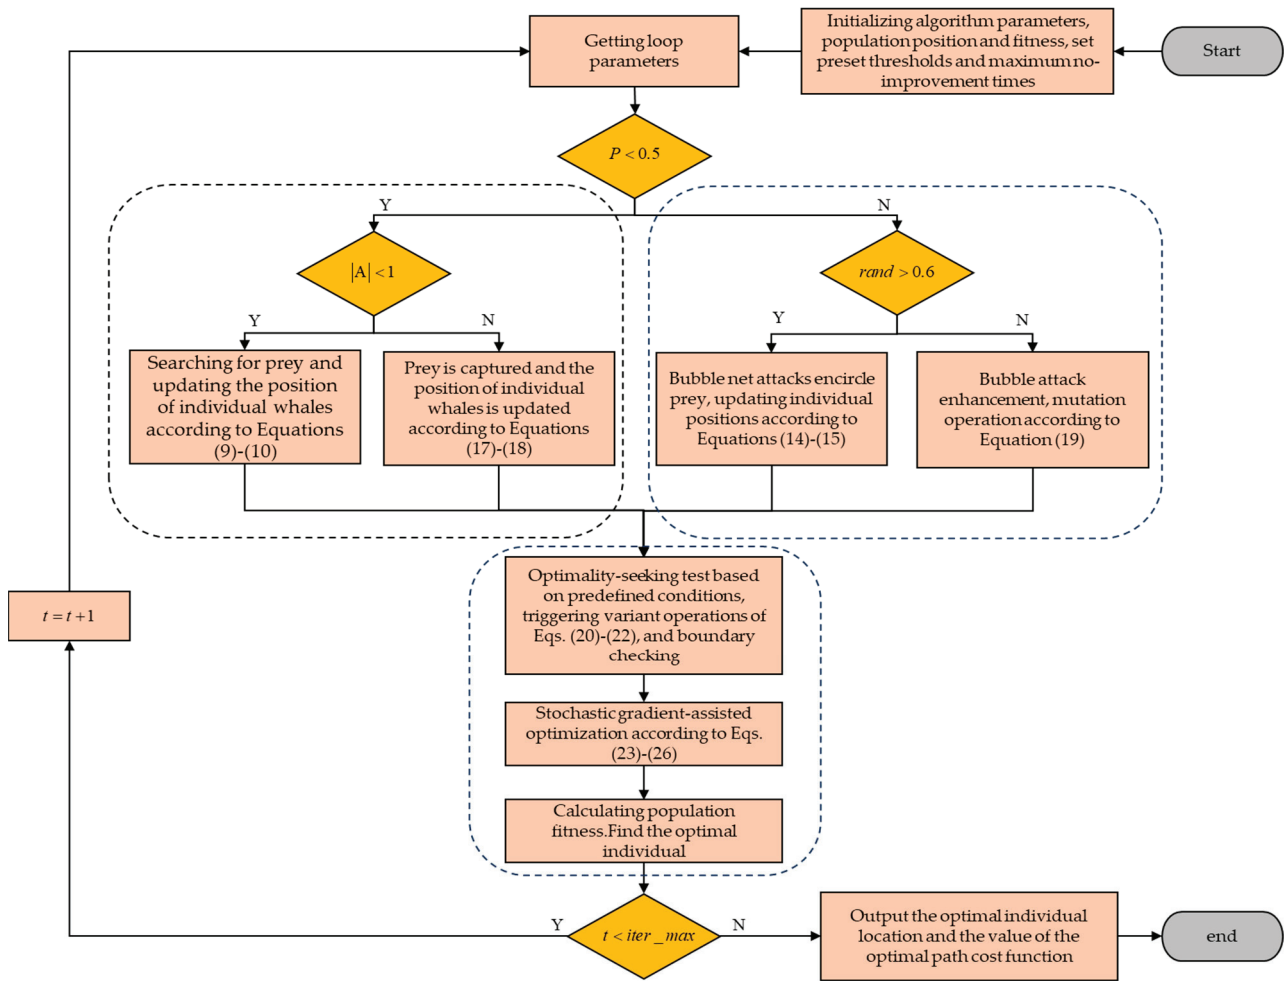 Getting loop
parameters
Initializing algorithm parameters,
population position and fitness, set
preset thresholds and maximum no-
improvement times
Start
P < 0.5
Y
N
|A| < 1
rand > 0.6
Y
N
Y
N
Searching for prey and
updating the position
of individual whales
according to Equations
(9)-(10)
Prey is captured and the
position of individual
whales is updated
according to Equations
(17)-(18)
Bubble net attacks encircle
prey, updating individual
positions according to
Equations (14)-(15)
Bubble attack
enhancement, mutation
operation according to
Equation (19)
Optimality-seeking test based
on predefined conditions,
triggering variant operations of
Eqs. (20)-(22), and boundary
checking
t = t +1
Stochastic gradient-assisted
optimization according to Eqs.
(23)-(26)
Calculating population
fitness.Find the optimal
individual
Y
t < iter _ max
N
Output the optimal individual
location and the value of the
optimal path cost function
end